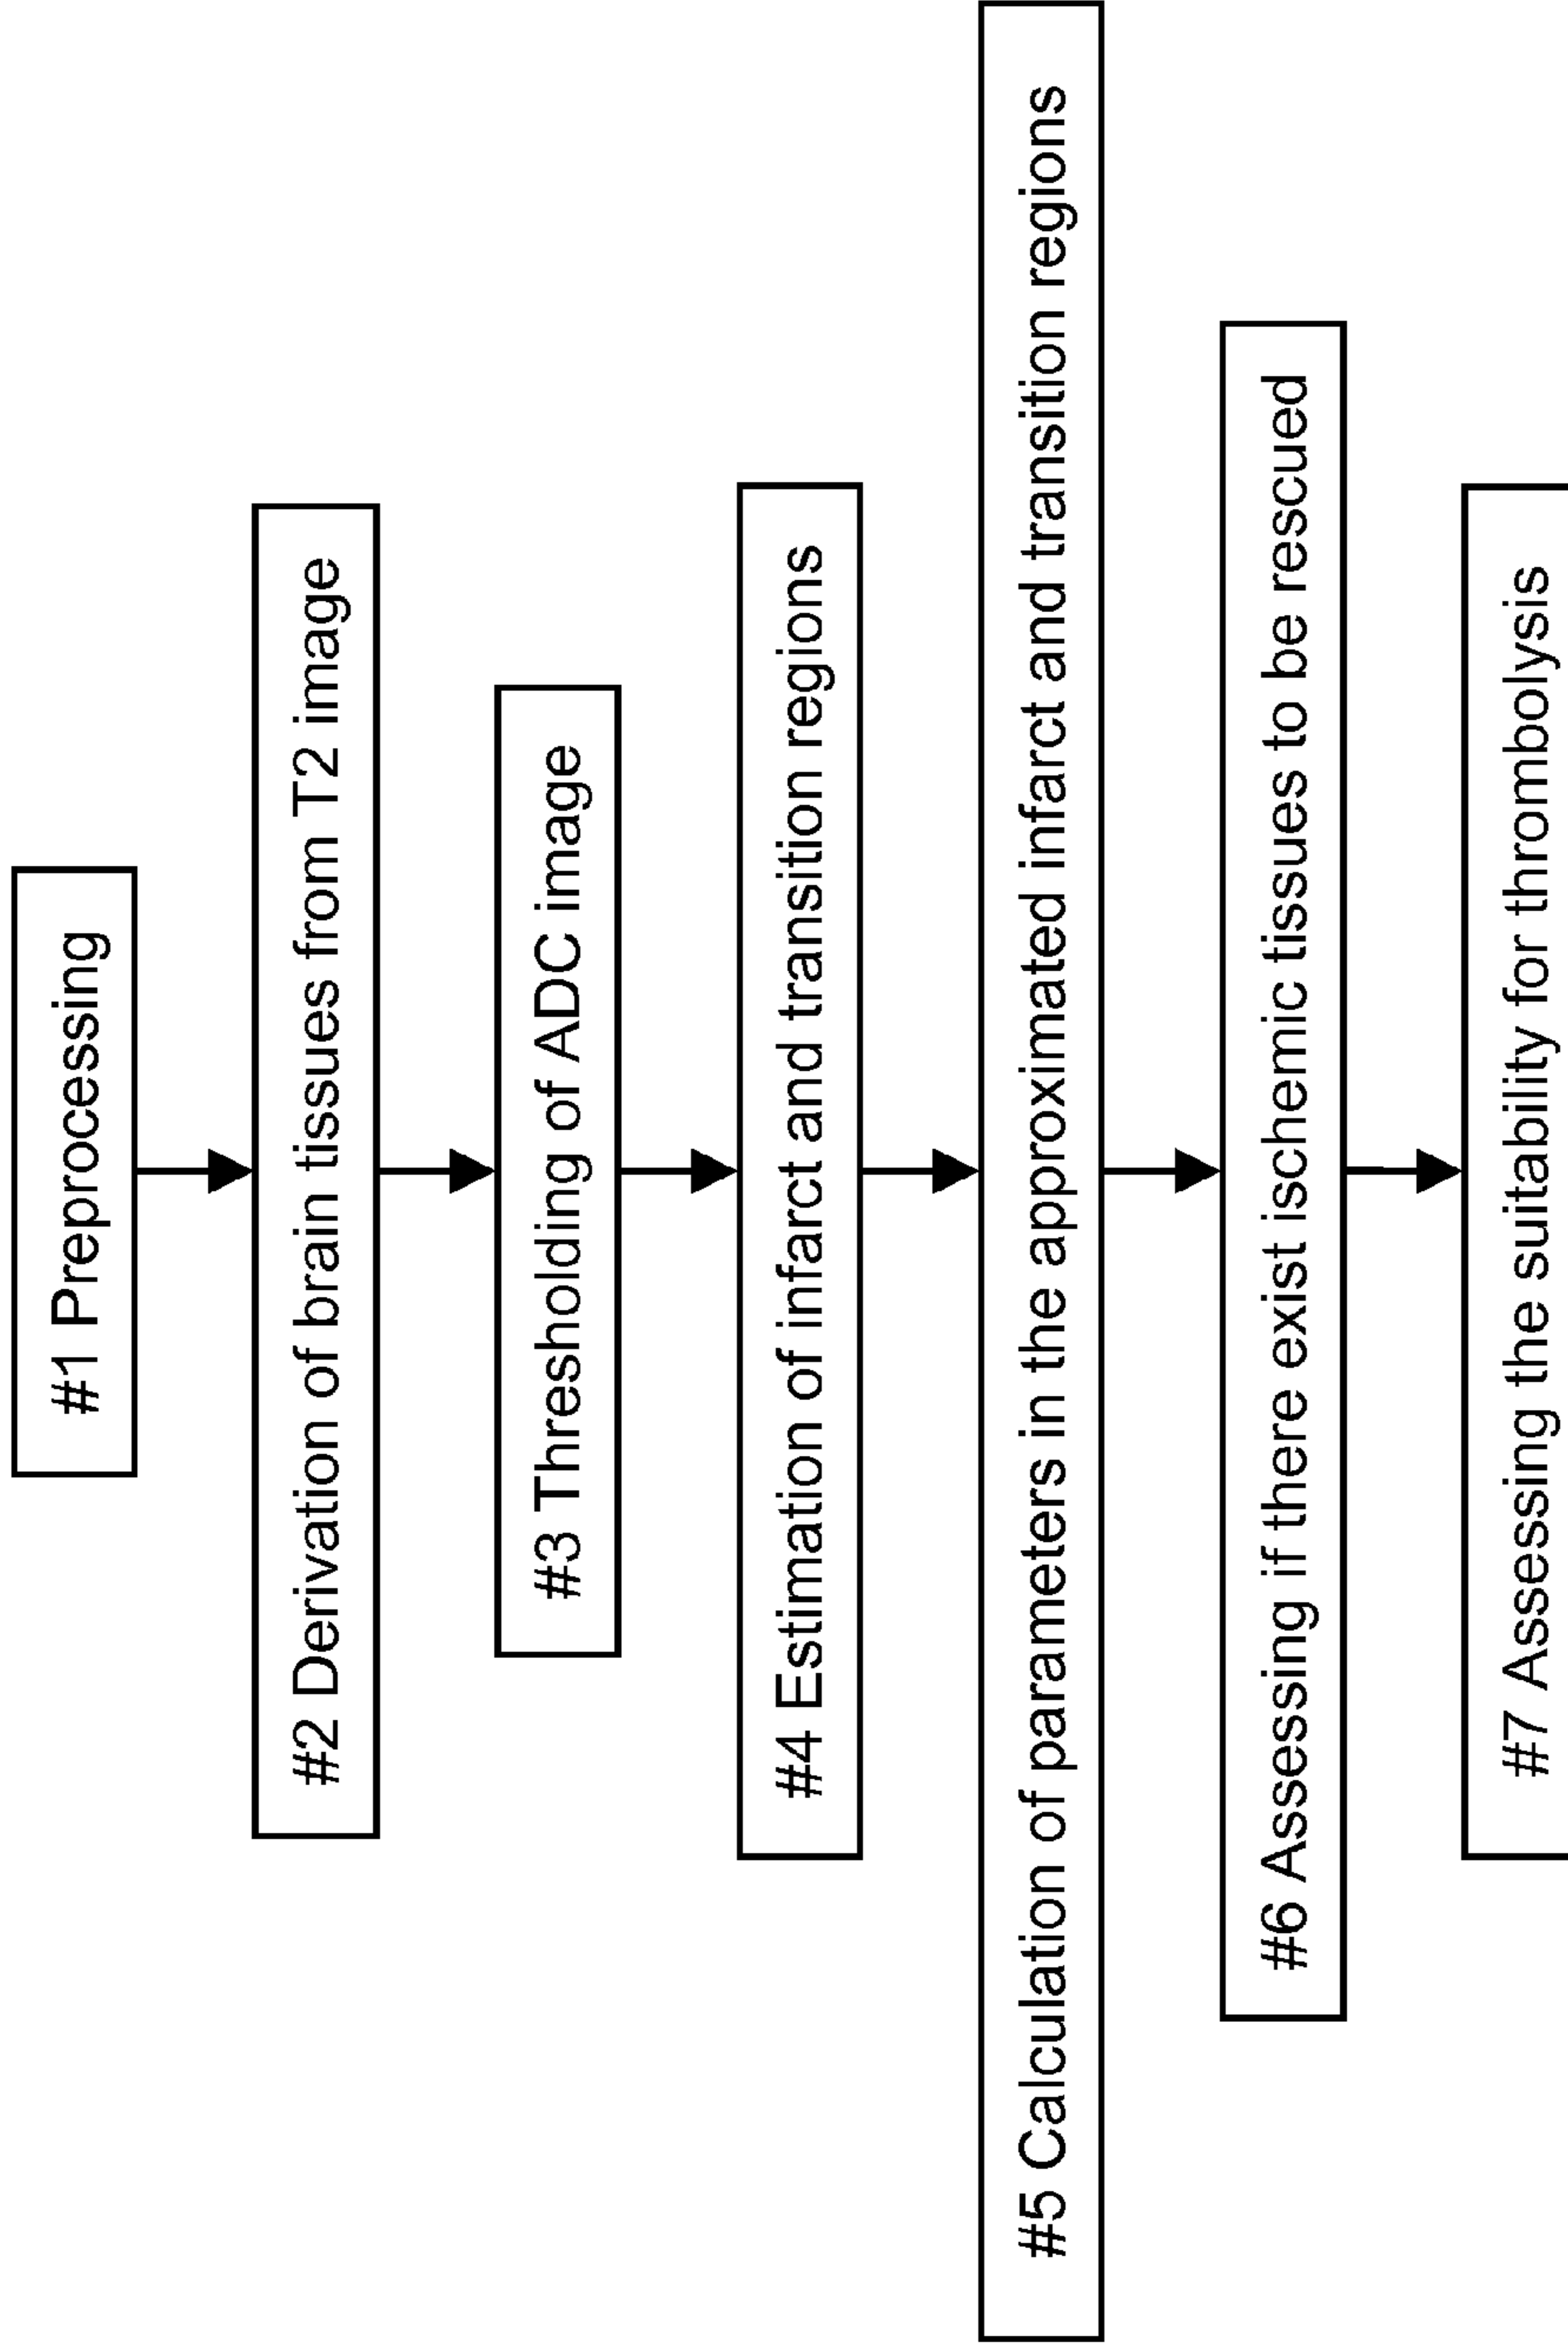 #1 Preprocessing
#2 Derivation of brain tissues from T2 image
#3 Thresholding of ADC image
#4 Estimation of infarct and transition regions
#5 Calculation of parameters in the approximated infarct and transition regions
#6 Assessing if there exist ischemic tissues to be rescued
#7 Assessing the suitability for thrombolysis